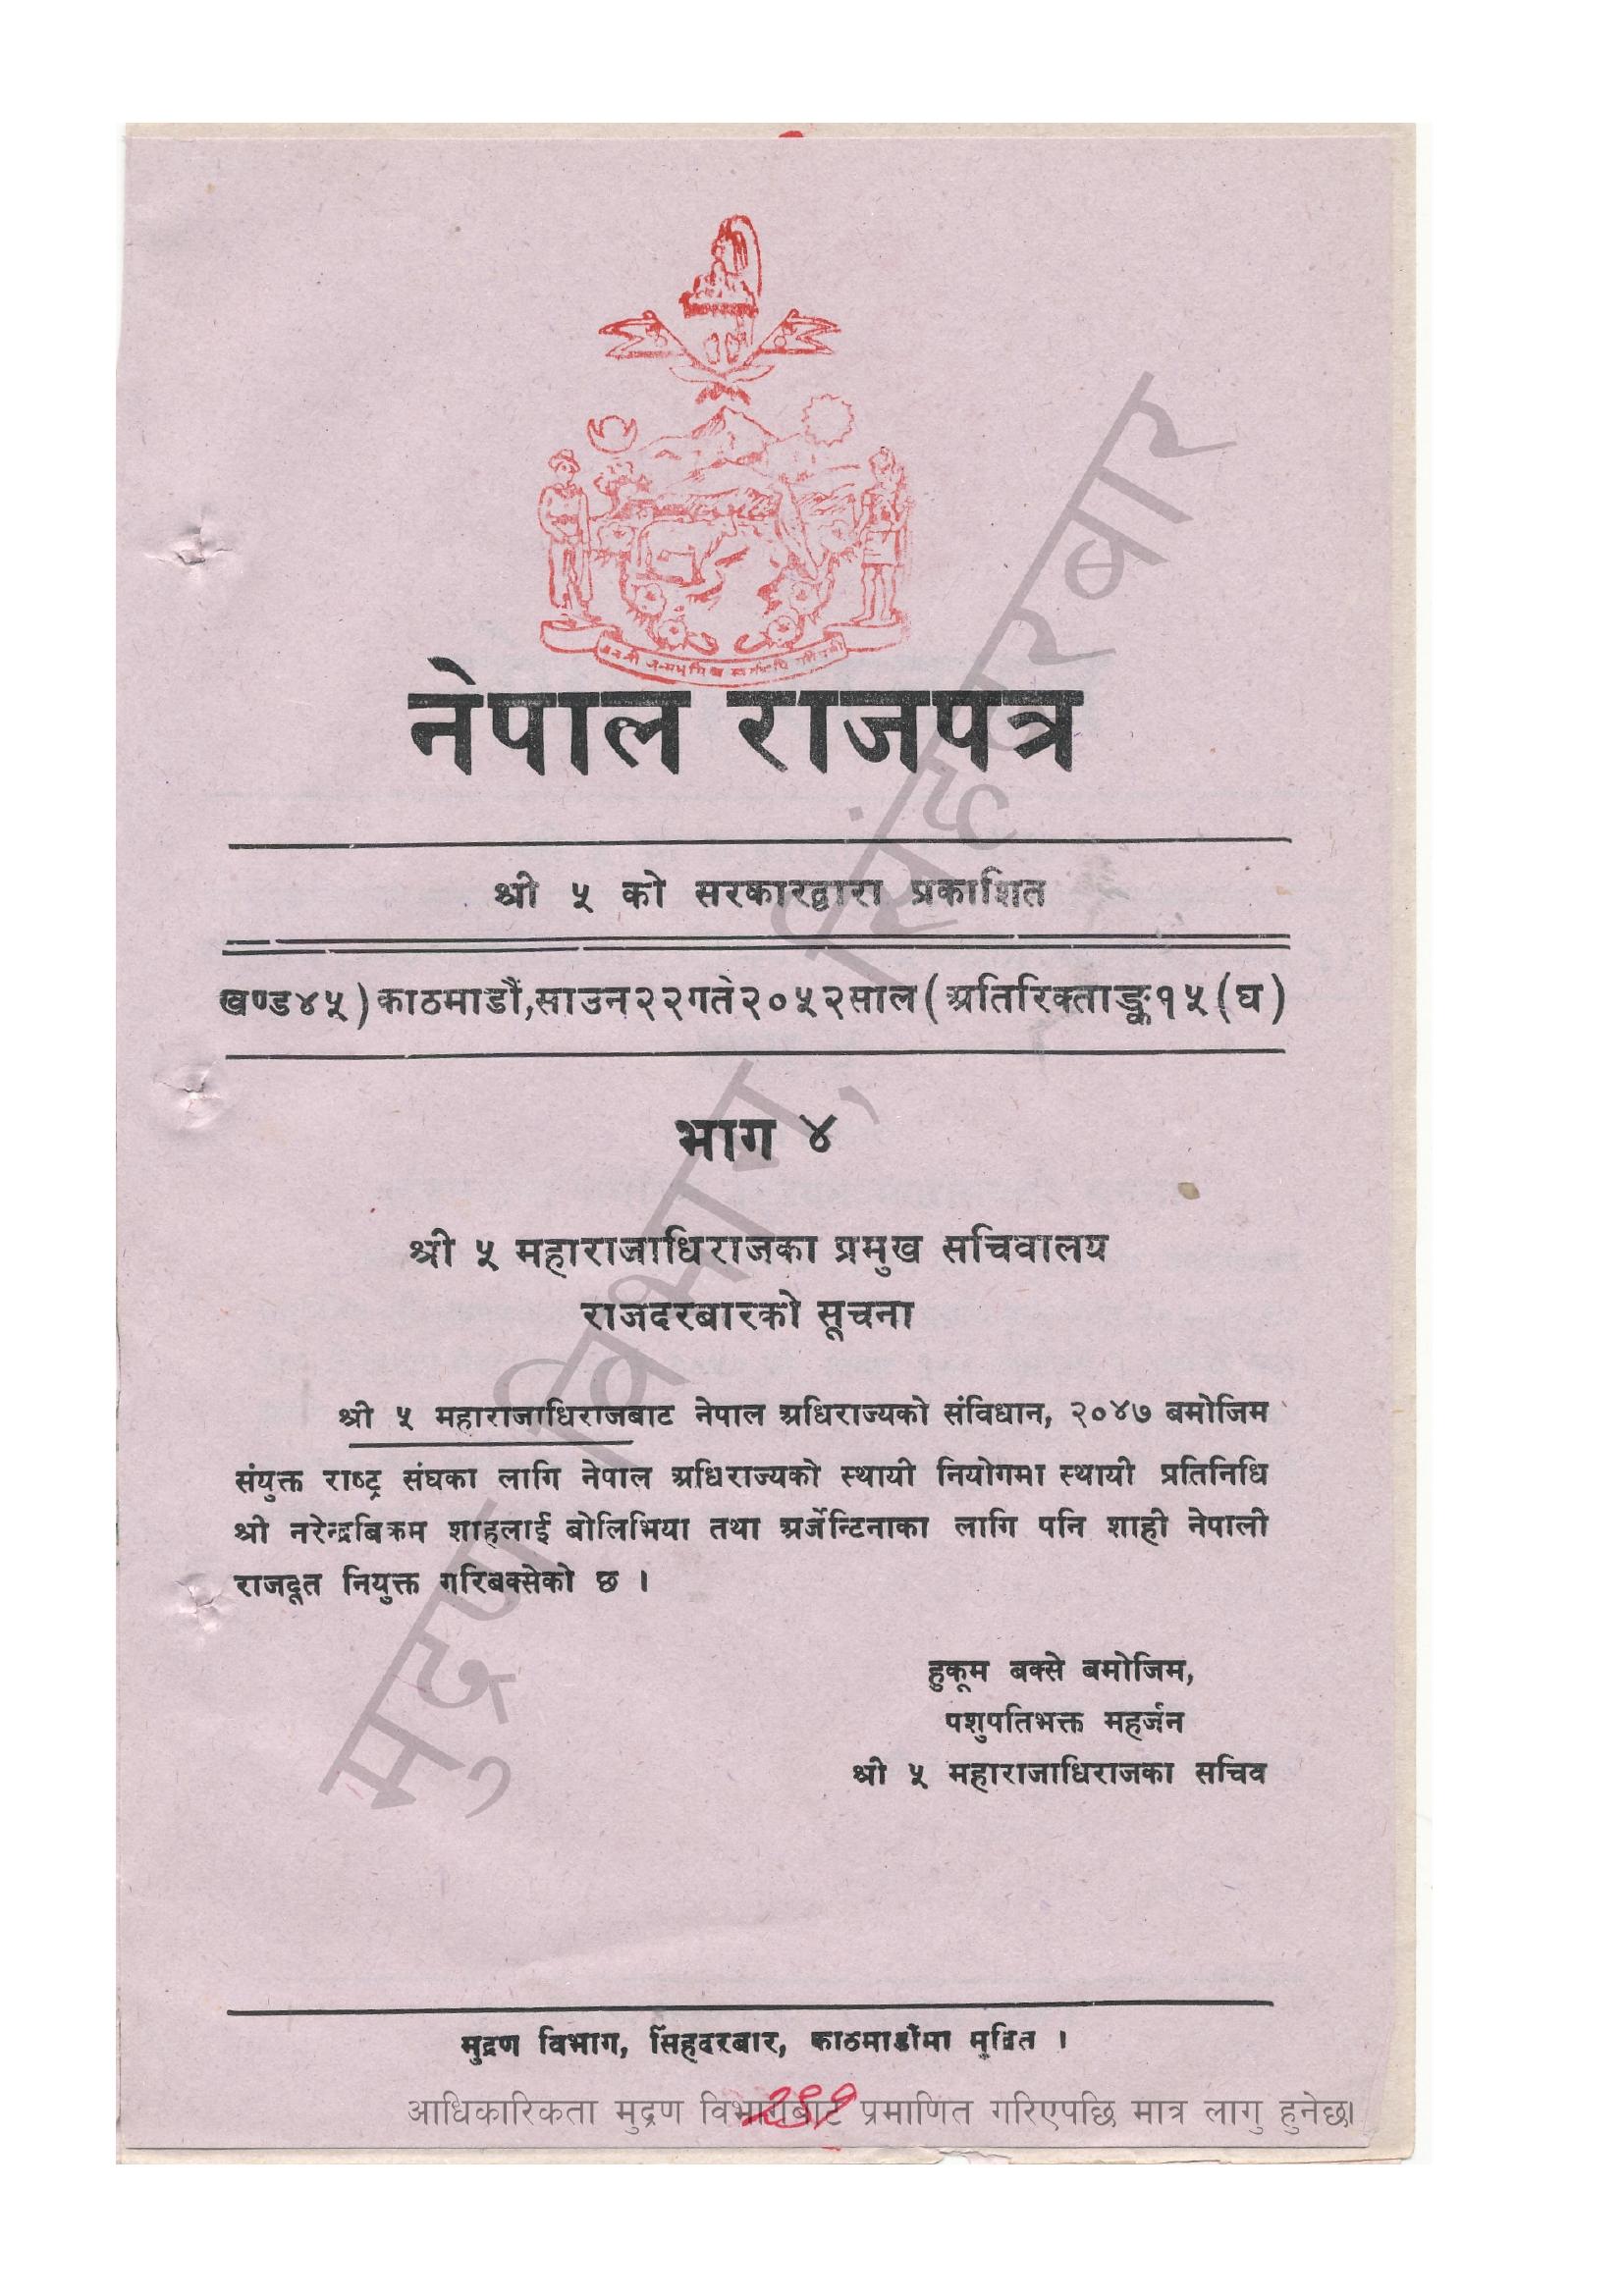 नेपाल राजपत्र
श्री ५ को सरकारद्वारा प्रकाशित
खण्ड४५)काठमाडौं,साउन२२गते२०५२साल(अतिरिक्ताङ्क१५(घ)
भाग ४
श्री ५ महाराजाधिराजका प्रमुख सचिवालय
राजदरबारको सूचना
श्री ५ महाराजाधिराजबाट नेपाल अधिराज्यको संविधान, २०४७ बमोजिम
संयुक्त राष्ट्र संघका लागि नेपाल अधिराज्यको स्थायी नियोगमा स्थायी प्रतिनिधि
श्री नरेन्द्रबिक्रम शाहलाई बोलिभिया तथा अर्जेन्टिनाका लागि पनि शाही नेपाली
राजदूत नियुक्त गरिबक्सेको छ ।
हुकूम बक्से बमोजिम,
पशुपतिभक्त महर्जन
श्री ५ महाराजाधिराजका सचिव
मुद्रण विभाग, सिंहदरबार
मुद्रण विभाग, सिंहदरबार, काठमाडौंमा मुद्रित ।
आधिकारिकता मुद्रण विभागबाट प्रमाणित गरिएपछि मात्र लागु हुनेछ।